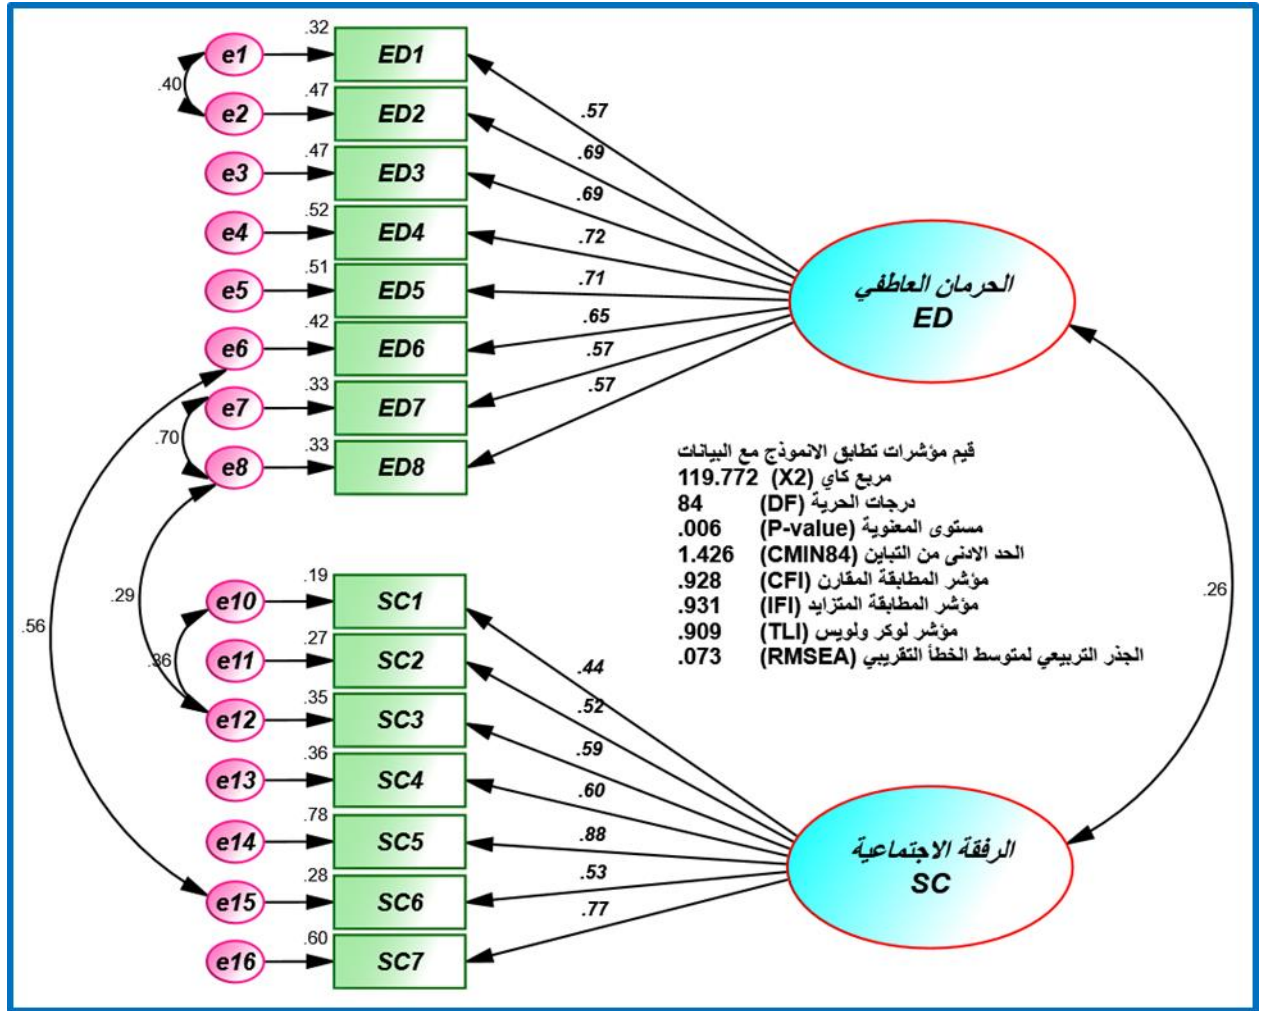 .32
e1 ED1
.40
.57
.47
e2 ED2
.69
.47
e3 ED3
.69
.52
e4 ED4
.72
.51
e5 ED5
.71
.42
e6 ED6
.65
.33
e7 ED7
.57
.70
.33
e8 ED8
.57
الحرمان العاطفي
ED
قيم مؤشرات تطابق الانموذج مع البيانات
مربع كاي (X2) 119.772
درجات الحرية (DF) 84
مستوى المعنوية (P-value) .006
الحد الادنى من التباين (CMIN84) 1.426
مؤشر المطابقة المقارن (CFI) .928
مؤشر المطابقة المتزايد (IFI) .931
مؤشر لوكر ولويس (TLI) .909
الجذر التربيعي لمتوسط الخطأ التقريبي (RMSEA) .073
.26
.56
.29
.36
.19
e10 SC1
.44
.27
e11 SC2
.52
.35
e12 SC3
.59
.36
e13 SC4
.60
.78
e14 SC5
.88
.28
e15 SC6
.53
.60
e16 SC7
.77
الرفقة الاجتماعية
SC